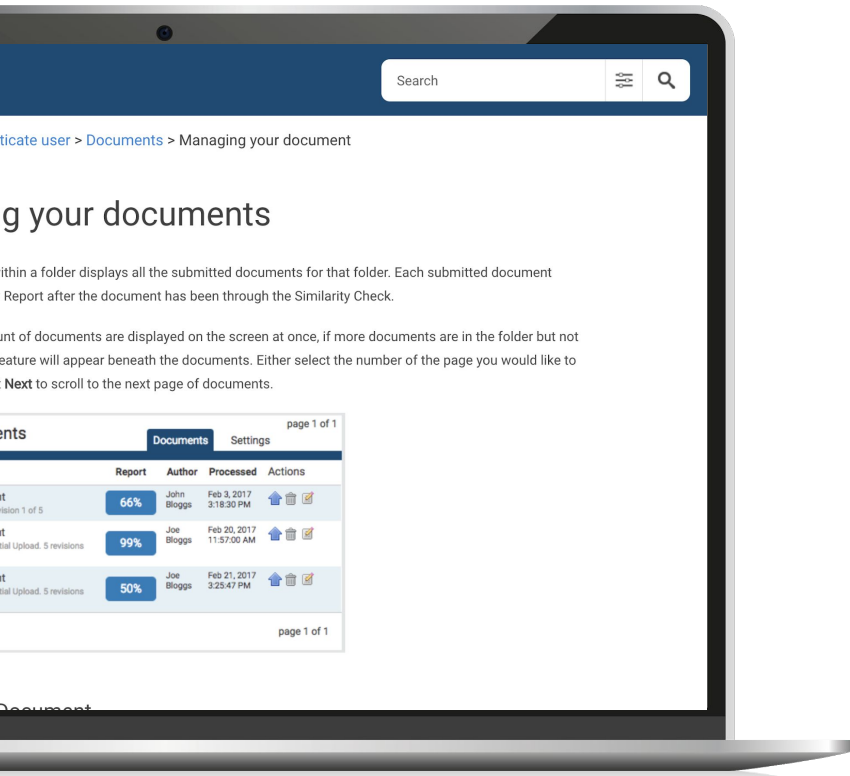 Search
ticate user > Documents > Managing your document
g your documents
ithin a folder displays all the submitted documents for that folder. Each submitted document
Report after the document has been through the Similarity Check.
unt of documents are displayed on the screen at once, if more documents are in the folder but not
eature will appear beneath the documents. Either select the number of the page you would like to
t Next to scroll to the next page of documents.
page 1 of 1
ents
Documents Settings
Report Author Processed Actions
ut
vision 1 of 5
66%
John
Bloggs
Feb 3, 2017
3:18:30 PM
ut
tial Upload. 5 revisions
99%
Joe
Bloggs
Feb 20, 2017
11:57:00 AM
ut
tial Upload. 5 revisions
50%
Joe
Bloggs
Feb 21, 2017
3:25:47 PM
page 1 of 1
Document